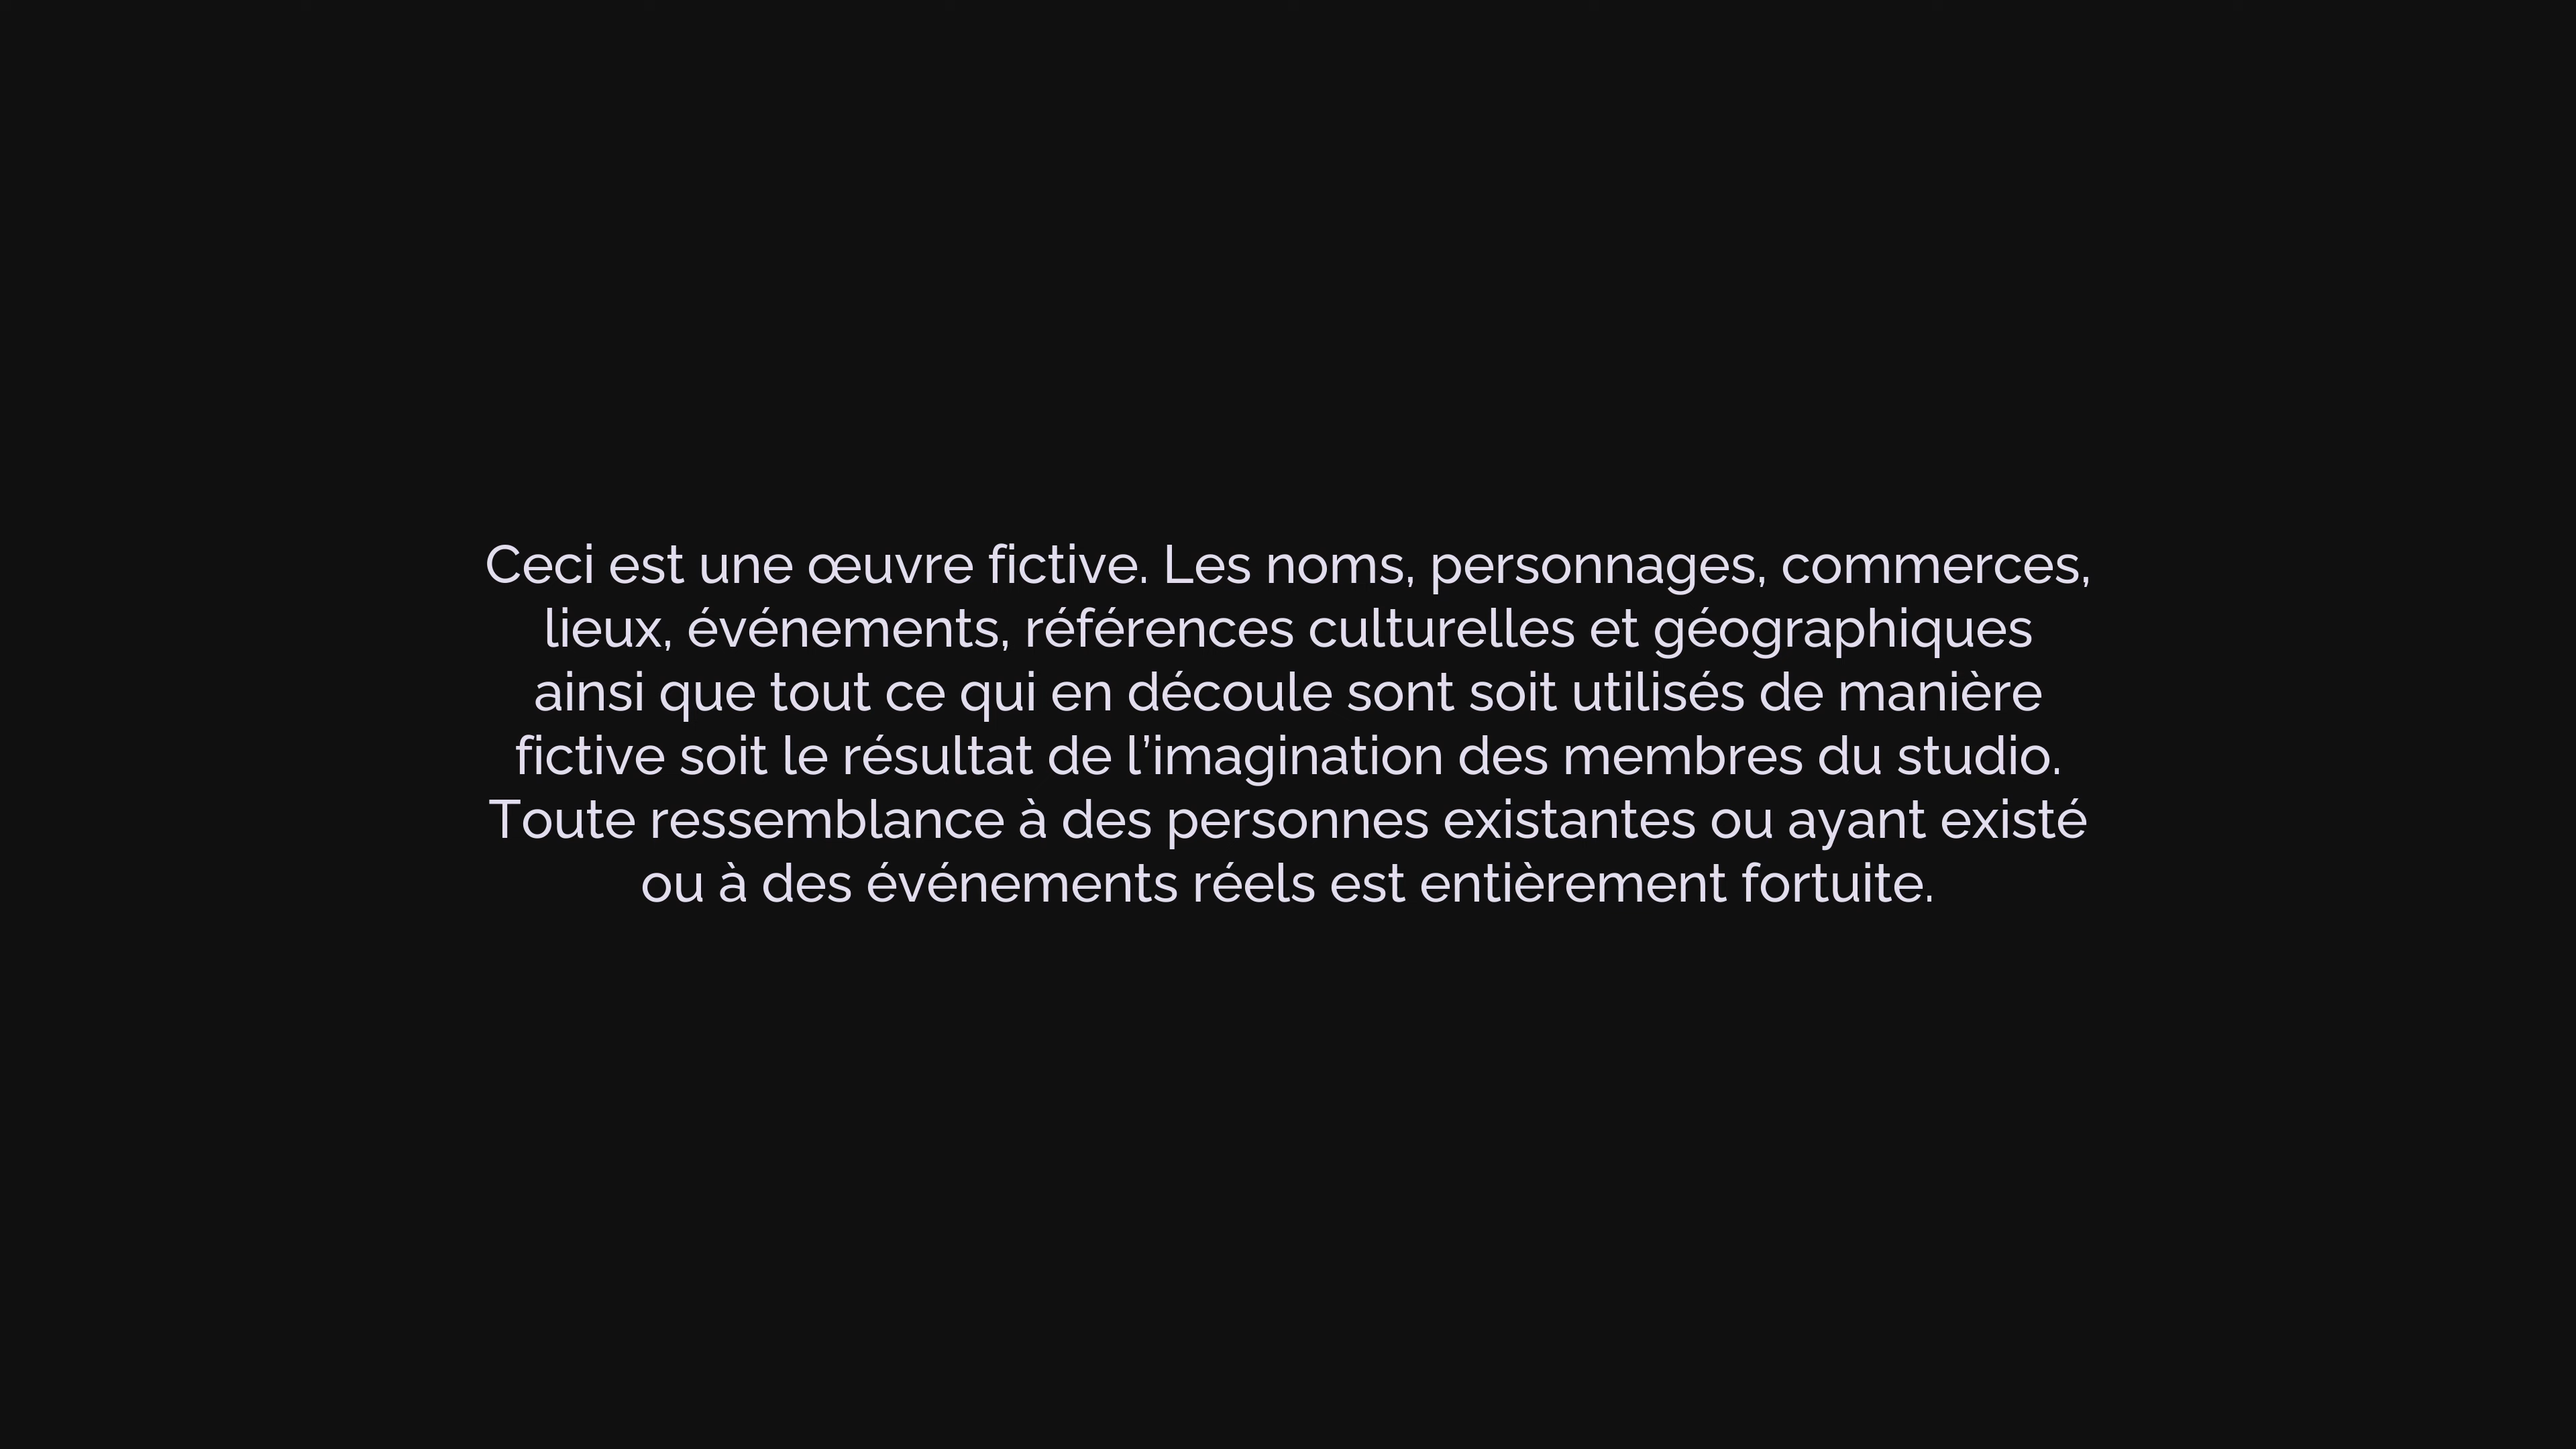 Ceci est une œuvre fictive. Les noms, personnages, commerces,
lieux, événements, références culturelles et géographiques
ainsi que tout ce qui en découle sont soit utilisés de manière
fictive soit le résultat de l’imagination des membres du studio.
Toute ressemblance à des personnes existantes ou ayant existé
ou à des événements réels est entièrement fortuite.